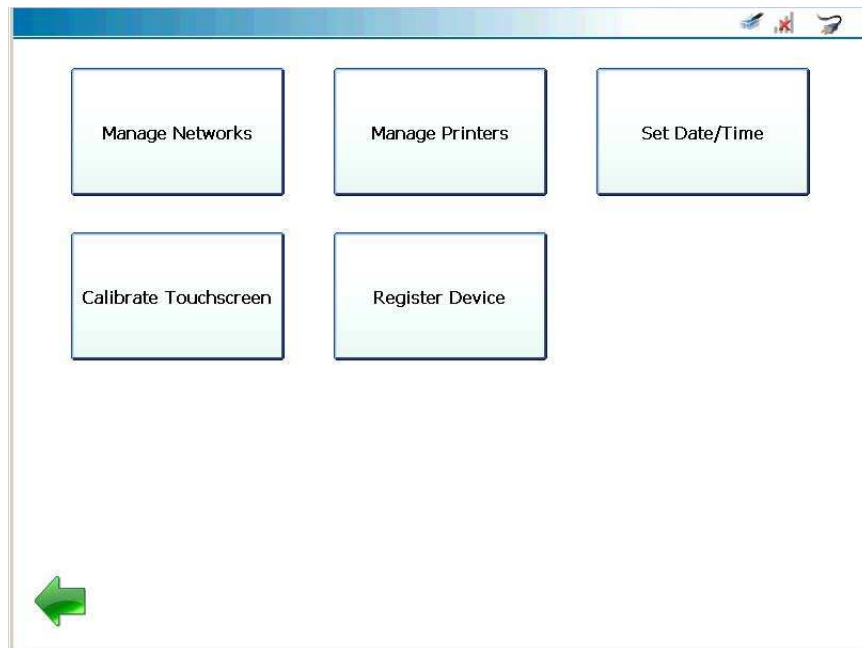 Manage Networks
Manage Printers
Set Date/Time
Calibrate Touchscreen
Register Device